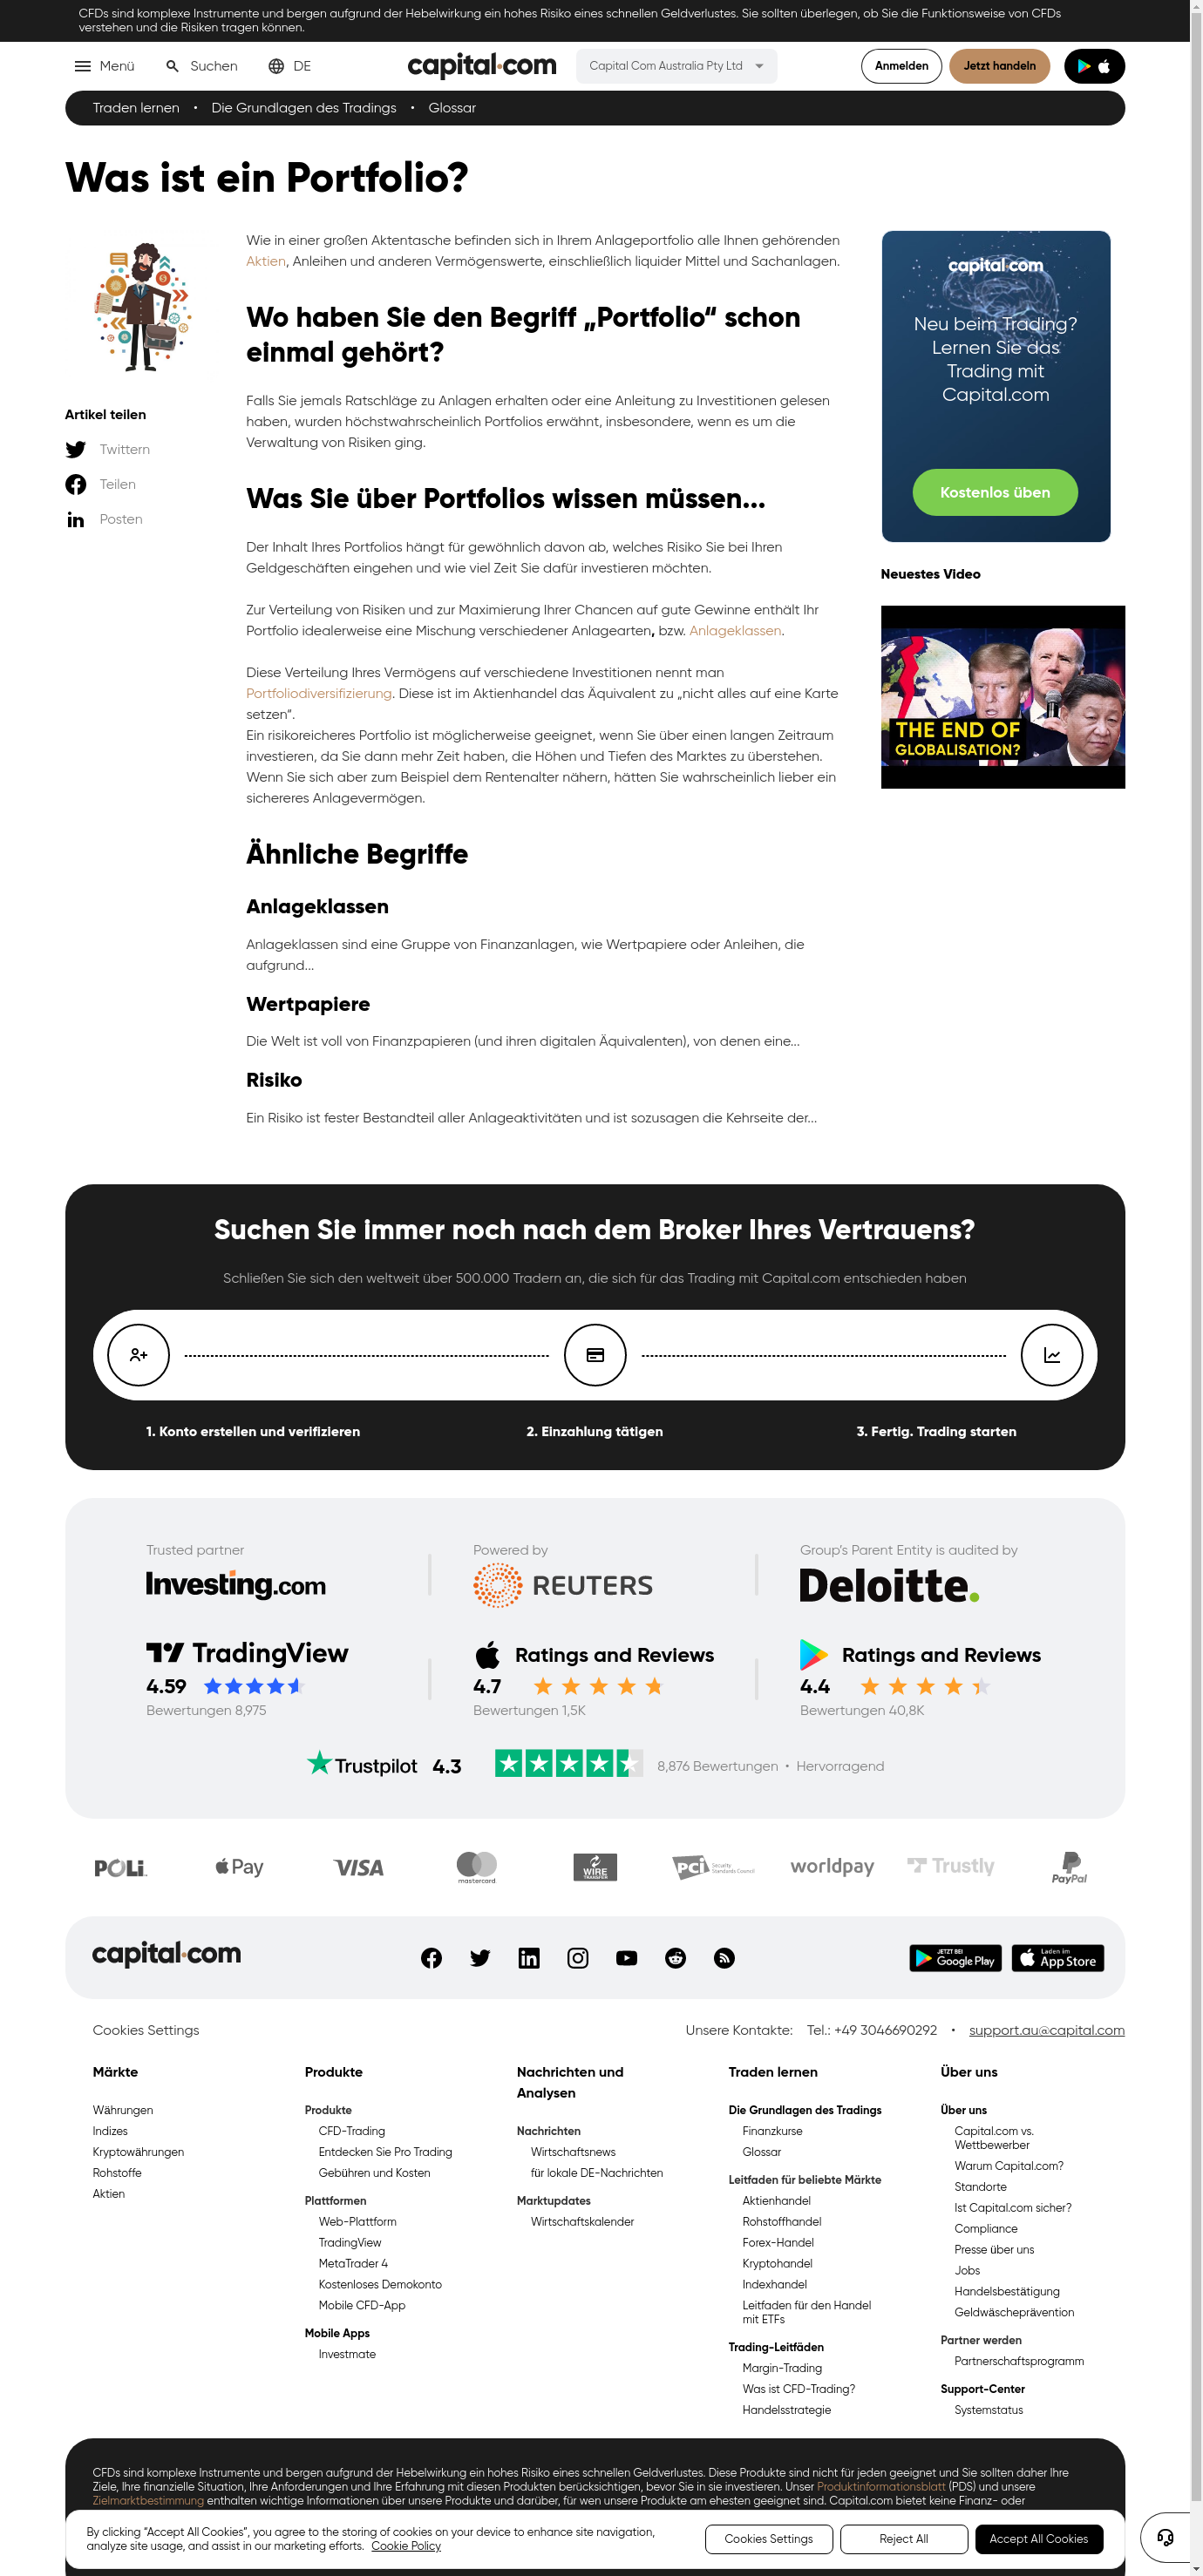 CFDs sind komplexe Instrumente und bergen aufgrund der Hebelwirkung ein hohes Risiko eines schnellen Geldverlustes. Sie sollten überlegen, ob Sie die Funktionsweise von CFDs
verstehen und die Risiken tragen können.
Menü
Suchen
DE
capital.com
Capital Com Australia Pty Ltd
Anmelden
Jetzt handeln
Traden lernen • Die Grundlagen des Tradings • Glossar
Was ist ein Portfolio?
Artikel teilen
Twittern
Teilen
Posten
Wie in einer großen Aktentasche befinden sich in Ihrem Anlageportfolio alle Ihnen gehörenden
Aktien, Anleihen und anderen Vermögenswerte, einschließlich liquider Mittel und Sachanlagen.
Wo haben Sie den Begriff „Portfolio“ schon
einmal gehört?
Falls Sie jemals Ratschläge zu Anlagen erhalten oder eine Anleitung zu Investitionen gelesen
haben, wurden höchstwahrscheinlich Portfolios erwähnt, insbesondere, wenn es um die
Verwaltung von Risiken ging.
Was Sie über Portfolios wissen müssen...
Der Inhalt Ihres Portfolios hängt für gewöhnlich davon ab, welches Risiko Sie bei Ihren
Geldgeschäften eingehen und wie viel Zeit Sie dafür investieren möchten.
Zur Verteilung von Risiken und zur Maximierung Ihrer Chancen auf gute Gewinne enthält Ihr
Portfolio idealerweise eine Mischung verschiedener Anlagearten, bzw. Anlageklassen.
Diese Verteilung Ihres Vermögens auf verschiedene Investitionen nennt man
Portfoliodiversifizierung. Diese ist im Aktienhandel das Äquivalent zu „nicht alles auf eine Karte
setzen“.
Ein risikoreicheres Portfolio ist möglicherweise geeignet, wenn Sie über einen langen Zeitraum
investieren, da Sie dann mehr Zeit haben, die Höhen und Tiefen des Marktes zu überstehen.
Wenn Sie sich aber zum Beispiel dem Rentenalter nähern, hätten Sie wahrscheinlich lieber ein
sichereres Anlagevermögen.
Ähnliche Begriffe
Anlageklassen
Anlageklassen sind eine Gruppe von Finanzanlagen, wie Wertpapiere oder Anleihen, die
aufgrund...
Wertpapiere
Die Welt ist voll von Finanzpapieren (und ihren digitalen Äquivalenten), von denen eine...
Risiko
Ein Risiko ist fester Bestandteil aller Anlageaktivitäten und ist sozusagen die Kehrseite der...
capital.com
Neu beim Trading?
Lernen Sie das
Trading mit
Capital.com
Kostenlos üben
Neuestes Video
THE END OF
GLOBALISATION?
Suchen Sie immer noch nach dem Broker Ihres Vertrauens?
Schließen Sie sich den weltweit über 500.000 Tradern an, die sich für das Trading mit Capital.com entschieden haben
1. Konto erstellen und verifizieren
2. Einzahlung tätigen
3. Fertig. Trading starten
Trusted partner
Investing.com
Powered by
REUTERS
Group's Parent Entity is audited by
Deloitte.
TradingView
4.59
Bewertungen 8,975
Ratings and Reviews
4.7
Bewertungen 1,5K
Ratings and Reviews
4.4
Bewertungen 40,8K
Trustpilot 4.3 8,876 Bewertungen • Hervorragend
POLi
Pay
VISA
mastercard
WIRE
TRANSFER
PCI Security
Standards Council
worldpay
Trustly
PayPal
capital.com
JETZT BEI
Google Play
Laden im
App Store
Cookies Settings
Unsere Kontakte: Tel.: +49 3046690292 • support.au@capital.com
Märkte
Währungen
Indizes
Kryptowährungen
Rohstoffe
Aktien
Produkte
Produkte
CFD-Trading
Entdecken Sie Pro Trading
Gebühren und Kosten
Plattformen
Web-Plattform
TradingView
MetaTrader 4
Kostenloses Demokonto
Mobile CFD-App
Mobile Apps
Investmate
Nachrichten und
Analysen
Nachrichten
Wirtschaftsnews
für lokale DE-Nachrichten
Marktupdates
Wirtschaftskalender
Traden lernen
Die Grundlagen des Tradings
Finanzkurse
Glossar
Leitfaden für beliebte Märkte
Aktienhandel
Rohstoffhandel
Forex-Handel
Kryptohandel
Indexhandel
Leitfaden für den Handel
mit ETFs
Trading-Leitfäden
Margin-Trading
Was ist CFD-Trading?
Handelsstrategie
Über uns
Über uns
Capital.com vs.
Wettbewerber
Warum Capital.com?
Standorte
Ist Capital.com sicher?
Compliance
Presse über uns
Jobs
Handelsbestätigung
Geldwäscheprävention
Partner werden
Partnerschaftsprogramm
Support-Center
Systemstatus
CFDs sind komplexe Instrumente und bergen aufgrund der Hebelwirkung ein hohes Risiko eines schnellen Geldverlustes. Diese Produkte sind nicht für jeden geeignet und Sie sollten daher Ihre
Ziele, Ihre finanzielle Situation, Ihre Anforderungen und Ihre Erfahrung mit diesen Produkten berücksichtigen, bevor Sie in sie investieren. Unser Produktinformationsblatt (PDS) und unsere
Zielmarktbestimmung enthalten wichtige Informationen über unsere Produkte und darüber, für wen unsere Produkte am ehesten geeignet sind. Capital.com bietet keine Finanz- oder
By clicking “Accept All Cookies”, you agree to the storing of cookies on your device to enhance site navigation,
analyze site usage, and assist in our marketing efforts. Cookie Policy
Cookies Settings
Reject All
Accept All Cookies